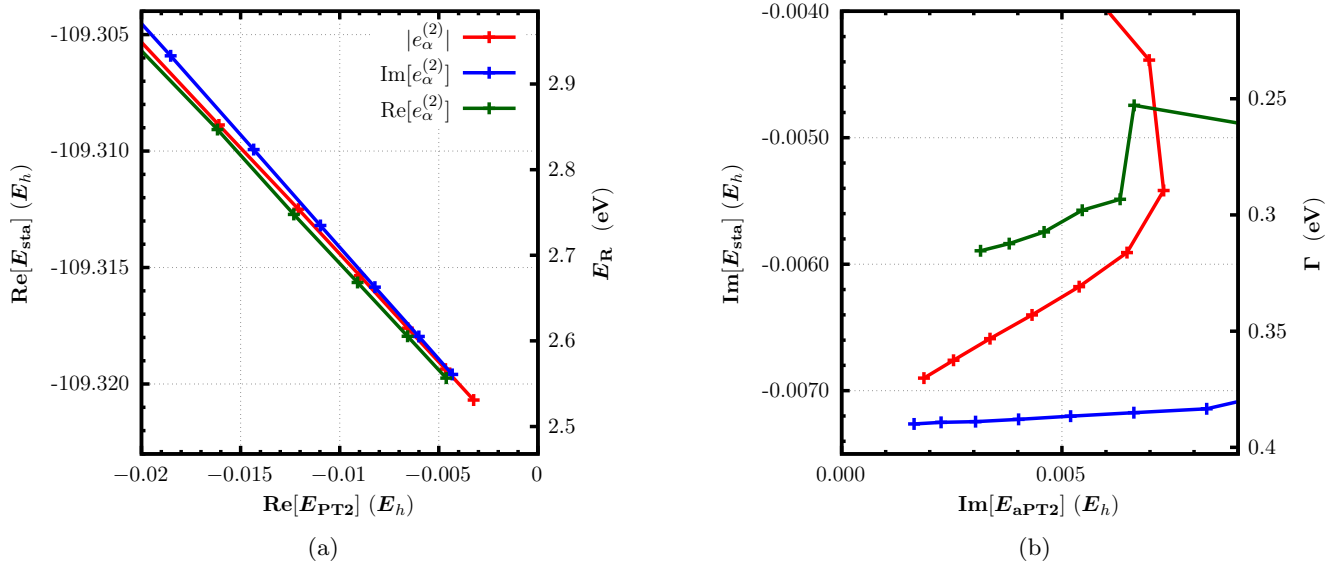 -109.305
-109.310
-109.315
-109.320
Re[E_sta] (E_h)
|e_α^(2)|
Im[e_α^(2)]
Re[e_α^(2)]
2.9
2.8
2.7
2.6
2.5
E_R (eV)
−0.02 −0.015 −0.01 −0.005 0
Re[E_PT2] (E_h)
(a)
-0.0040
-0.0050
-0.0060
-0.0070
Im[E_sta] (E_h)
0.25
0.3
0.35
0.4
Γ (eV)
0.000 0.005
Im[E_aPT2] (E_h)
(b)